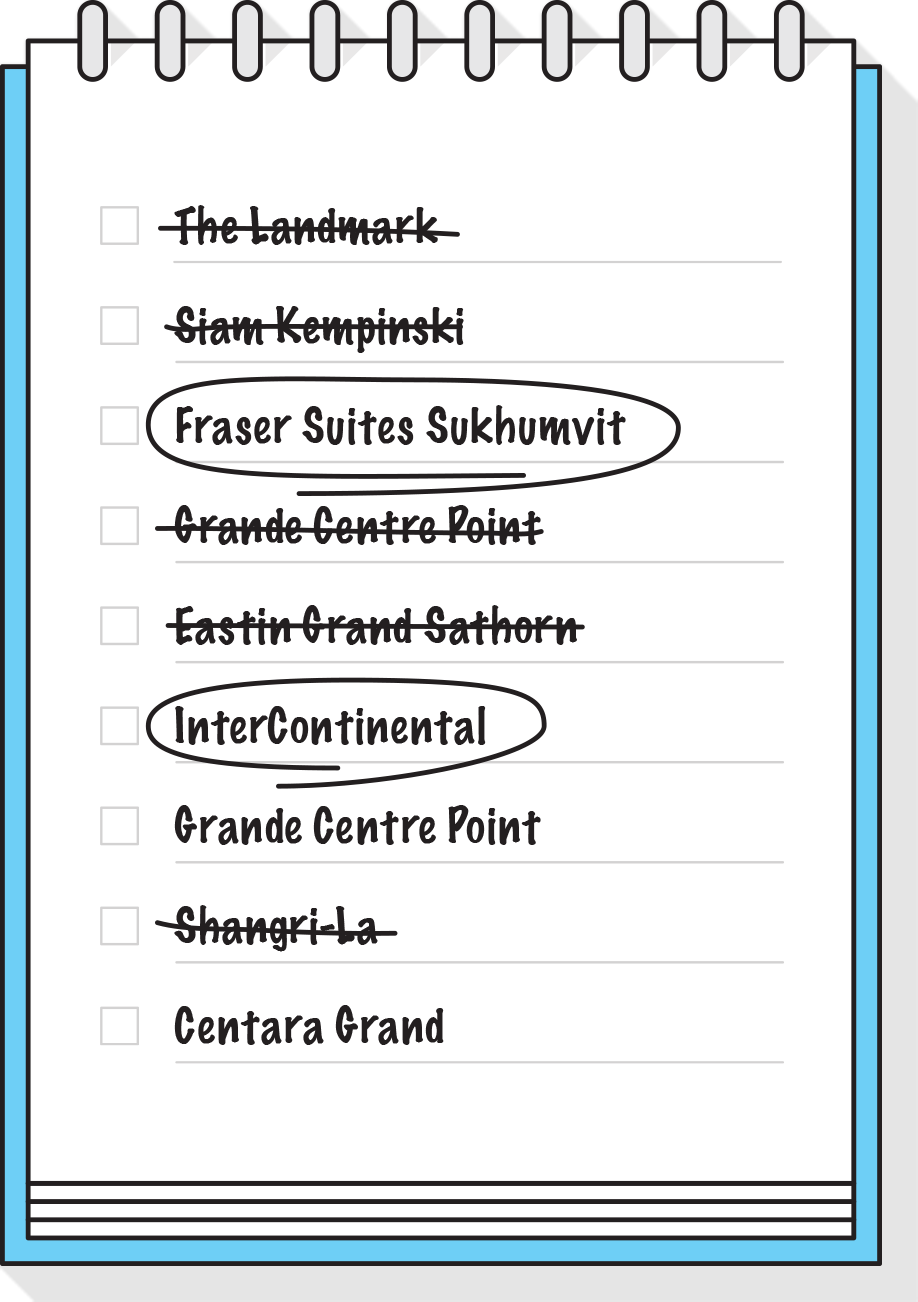 The Landmark
Siam Kempinski
Fraser Suites Sukhumvit
Grande Centre Point
Eastin Grand Sathorn
InterContinental
Grande Centre Point
Shangri-La
Centara Grand